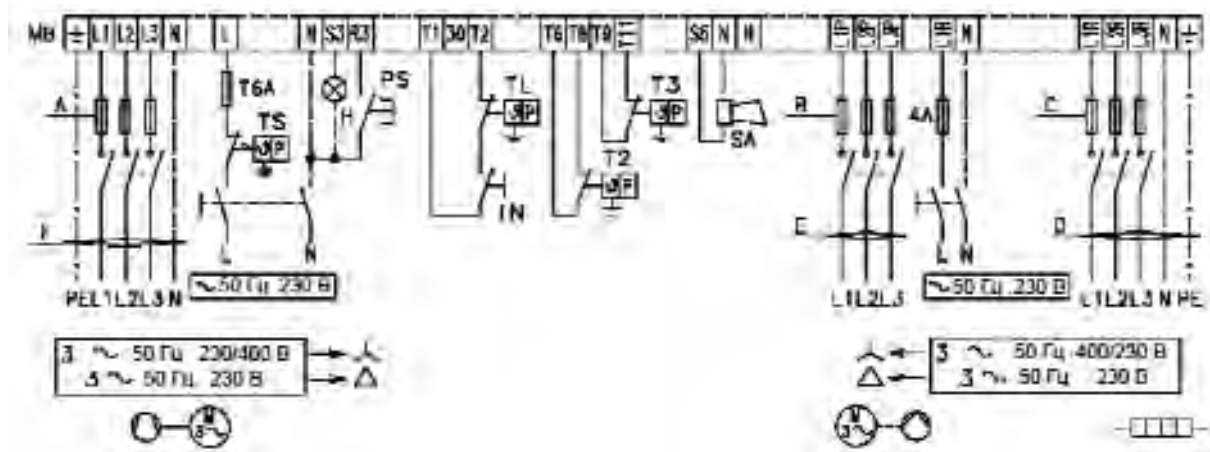 MB L1 L2 L3 N L N S3 R3 T1 T2 T6 T8 T9 S6 N N N N
A T6A TS H PS TL T3 B 4A C
SA
T2
IN
E D
L N L N
PE L1 L2 L3 N ~50 Гц 230 В L1 L2 L3 ~50 Гц 230 В L1 L2 L3 N PE
3 ~ 50 Гц 230/400 В 3 ~ 50 Гц 400/230 В
3 ~ 50 Гц 230 В 3 ~ 50 Гц 230 В
M 3~ M 3~